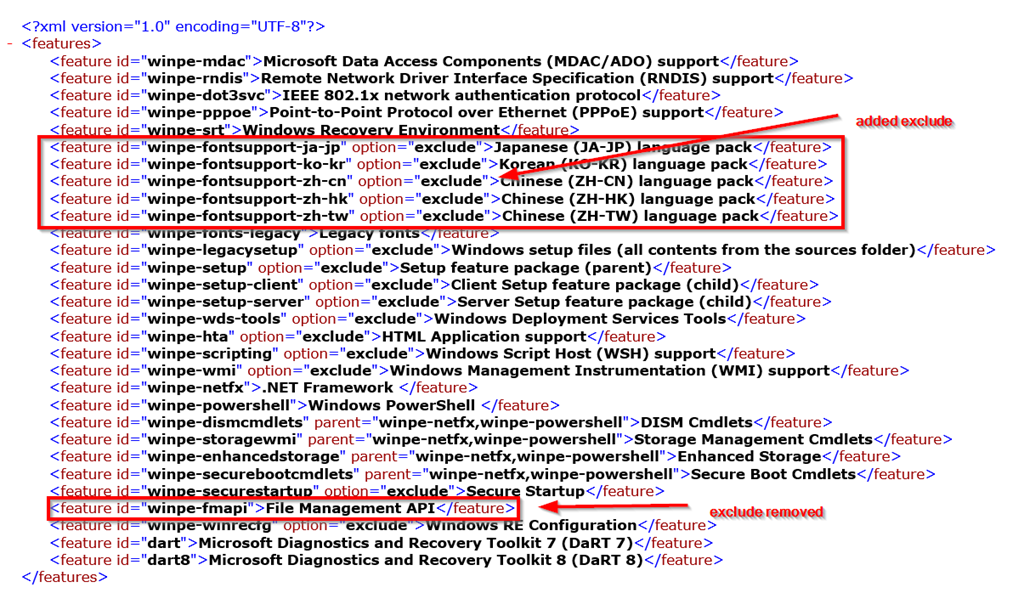 <?xml version="1.0" encoding="UTF-8"?>
- <features>
<feature id="winpe-mdac">Microsoft Data Access Components (MDAC/ADO) support</feature>
<feature id="winpe-rndis">Remote Network Driver Interface Specification (RNDIS) support</feature>
<feature id="winpe-dot3svc">IEEE 802.1x network authentication protocol</feature>
<feature id="winpe-pppoe">Point-to-Point Protocol over Ethernet (PPPoE) support</feature>
<feature id="winpe-srt">Windows Recovery Environment</feature>
added exclude
<feature id="winpe-fontsupport-ja-jp" option="exclude">Japanese (JA-JP) language pack</feature>
<feature id="winpe-fontsupport-ko-kr" option="exclude">Korean (KO-KR) language pack</feature>
<feature id="winpe-fontsupport-zh-cn" option="exclude">Chinese (ZH-CN) language pack</feature>
<feature id="winpe-fontsupport-zh-hk" option="exclude">Chinese (ZH-HK) language pack</feature>
<feature id="winpe-fontsupport-zh-tw" option="exclude">Chinese (ZH-TW) language pack</feature>
<feature id="winpe-fonts-legacy">Legacy fonts</feature>
<feature id="winpe-legacysetup" option="exclude">Windows setup files (all contents from the sources folder)</feature>
<feature id="winpe-setup" option="exclude">Setup feature package (parent)</feature>
<feature id="winpe-setup-client" option="exclude">Client Setup feature package (child)</feature>
<feature id="winpe-setup-server" option="exclude">Server Setup feature package (child)</feature>
<feature id="winpe-wds-tools" option="exclude">Windows Deployment Services Tools</feature>
<feature id="winpe-hta" option="exclude">HTML Application support</feature>
<feature id="winpe-scripting" option="exclude">Windows Script Host (WSH) support</feature>
<feature id="winpe-wmi" option="exclude">Windows Management Instrumentation (WMI) support</feature>
<feature id="winpe-netfx">.NET Framework </feature>
<feature id="winpe-powershell">Windows PowerShell </feature>
<feature id="winpe-dismcmdlets" parent="winpe-netfx,winpe-powershell">DISM Cmdlets</feature>
<feature id="winpe-storagewmi" parent="winpe-netfx,winpe-powershell">Storage Management Cmdlets</feature>
<feature id="winpe-enhancedstorage" parent="winpe-netfx,winpe-powershell">Enhanced Storage</feature>
<feature id="winpe-securebootcmdlets" parent="winpe-netfx,winpe-powershell">Secure Boot Cmdlets</feature>
<feature id="winpe-securestartup" option="exclude">Secure Startup</feature>
<feature id="winpe-fmapi">File Management API</feature>
exclude removed
<feature id="winpe-winrecfg" option="exclude">Windows RE Configuration</feature>
<feature id="dart">Microsoft Diagnostics and Recovery Toolkit 7 (DaRT 7)</feature>
<feature id="dart8">Microsoft Diagnostics and Recovery Toolkit 8 (DaRT 8)</feature>
</features>